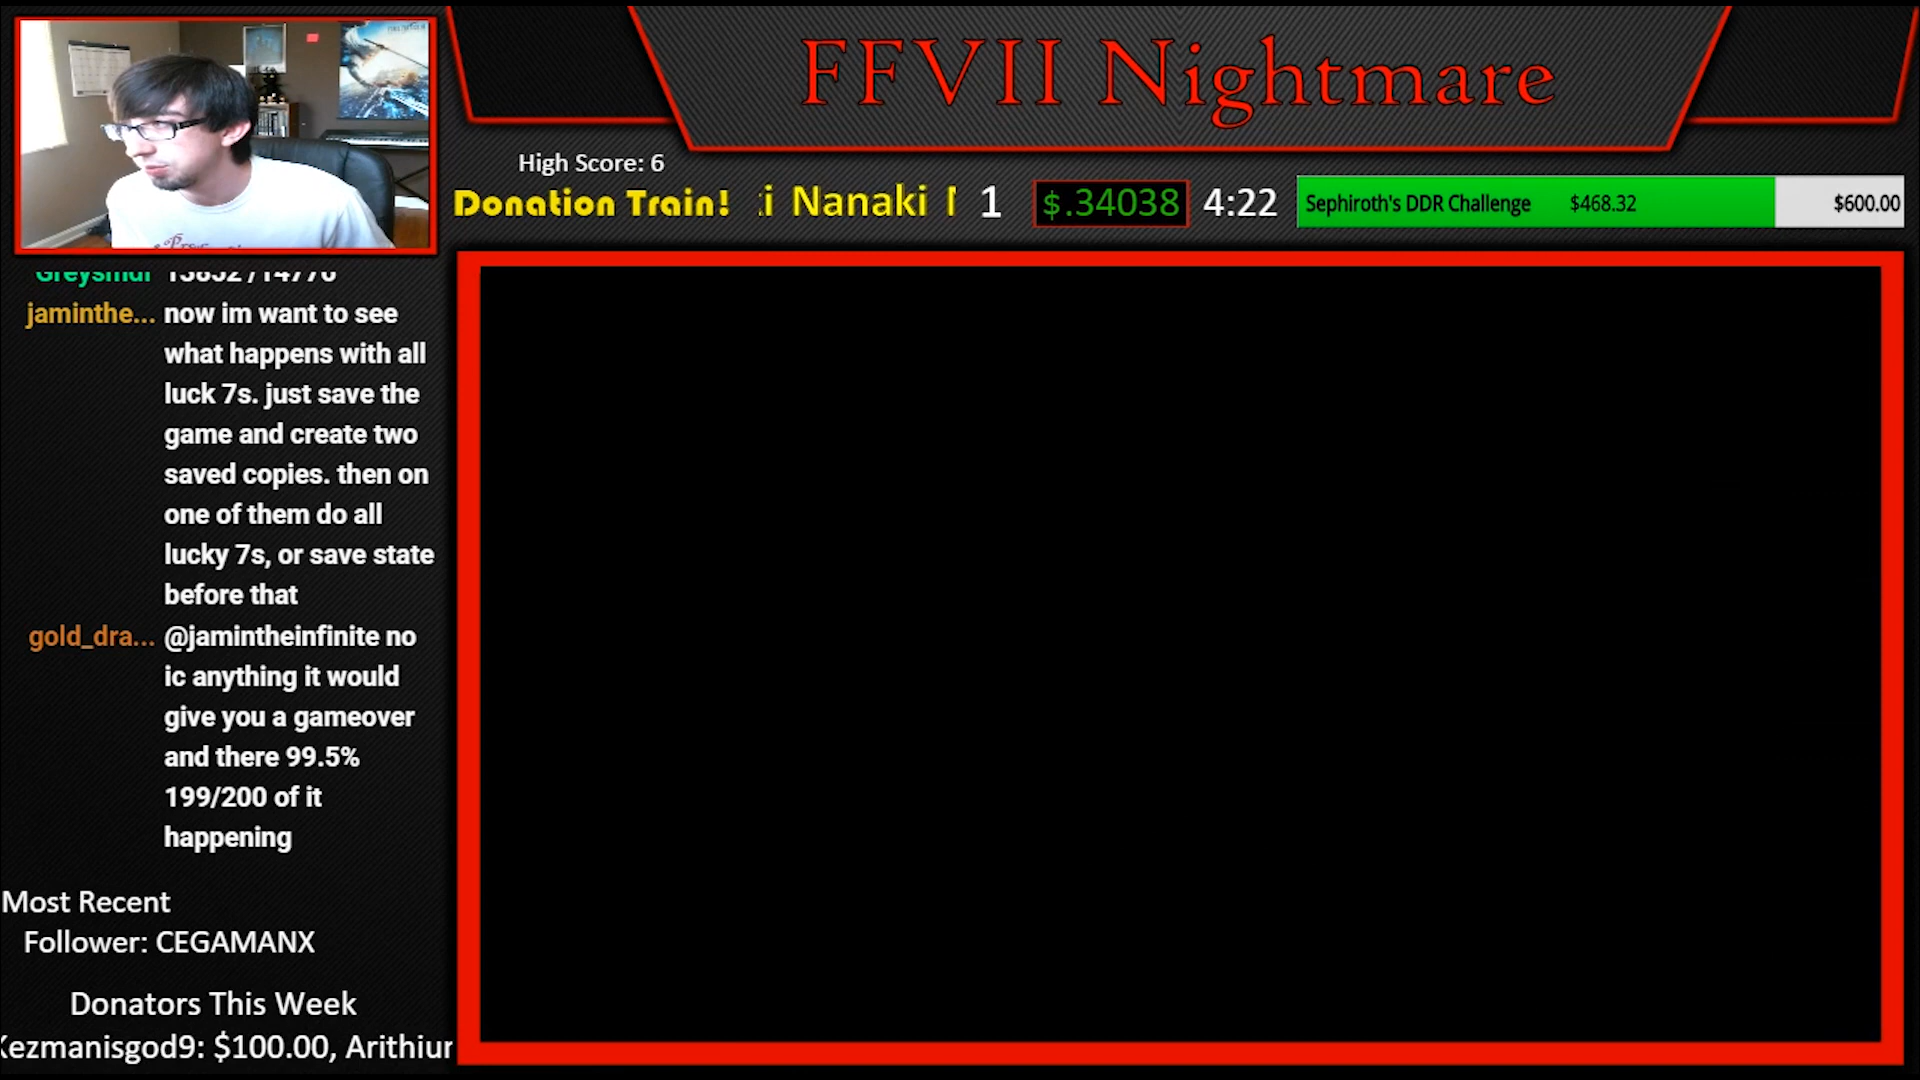 FFVII Nightmare
High Score: 6
Donation Train! Nanaki 1 $.34038 4:22 Sephiroth's DDR Challenge $468.32 $600.00
Greysmdl 13852 / 14770
jaminthe... now im want to see
what happens with all
luck 7s. just save the
game and create two
saved copies. then on
one of them do all
lucky 7s, or save state
before that
gold_dra... @jamintheinfinite no
ic anything it would
give you a gameover
and there 99.5%
199/200 of it
happening
Most Recent
Follower: CEGAMANX
Donators This Week
Kezmanisgod9: $100.00, Arithiur